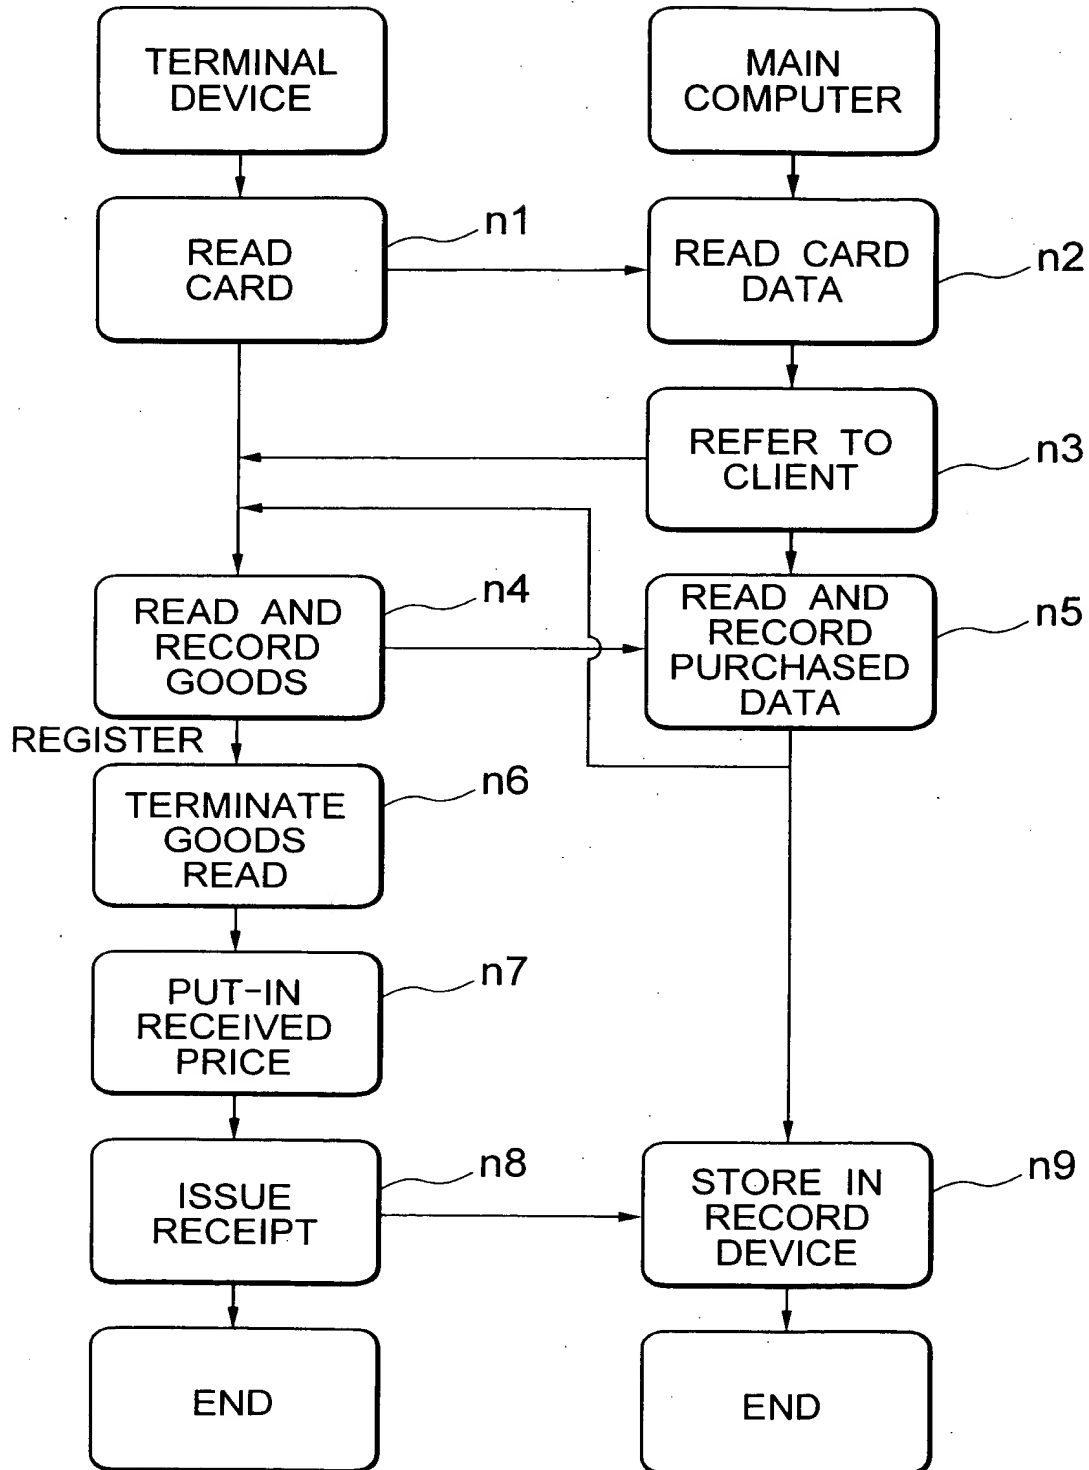 TERMINAL
DEVICE
MAIN
COMPUTER
READ
CARD
n1
READ CARD
DATA
n2
REFER TO
CLIENT
n3
READ AND
RECORD
GOODS
n4
READ AND
RECORD
PURCHASED
DATA
n5
REGISTER
TERMINATE
GOODS
READ
n6
PUT-IN
RECEIVED
PRICE
n7
ISSUE
RECEIPT
n8
STORE IN
RECORD
DEVICE
n9
END
END